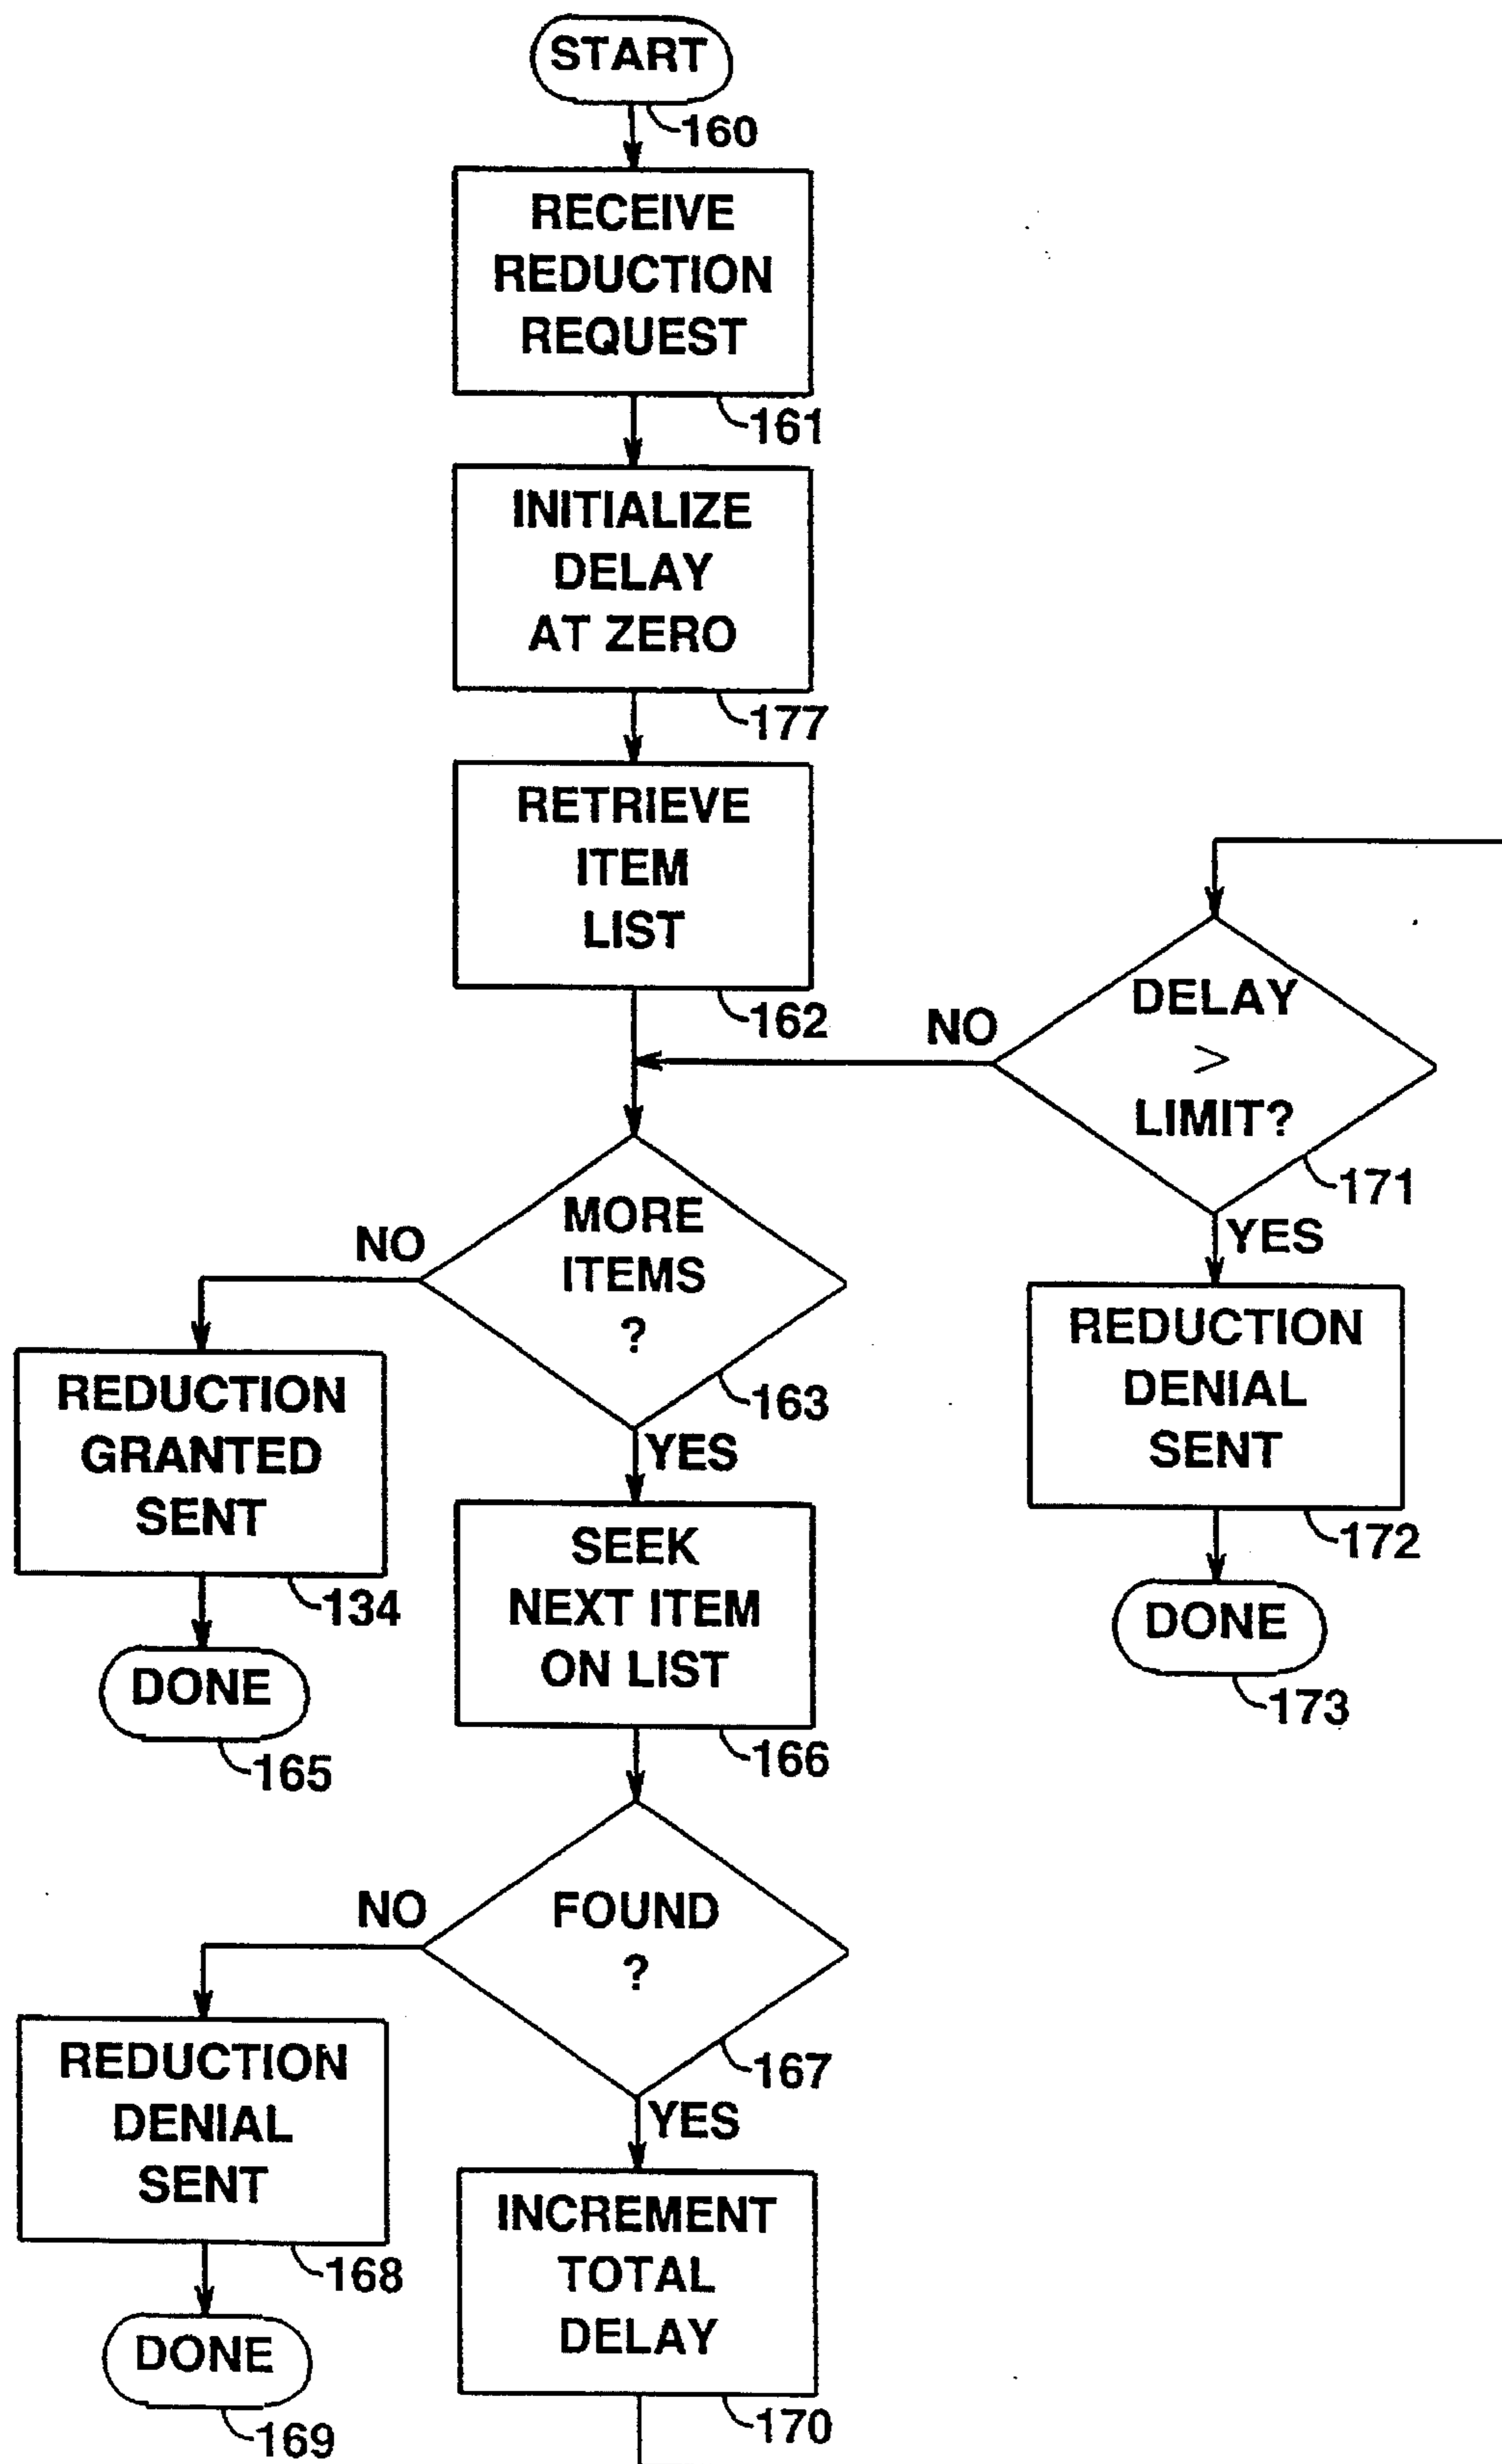 START
160
RECEIVE
REDUCTION
REQUEST
161
INITIALIZE
DELAY
AT ZERO
177
RETRIEVE
ITEM
LIST
162
NO
DELAY
>
LIMIT?
171
YES
REDUCTION
DENIAL
SENT
172
DONE
173
MORE
ITEMS
?
163
NO
REDUCTION
GRANTED
SENT
134
DONE
165
YES
SEEK
NEXT ITEM
ON LIST
166
FOUND
?
167
NO
REDUCTION
DENIAL
SENT
168
DONE
169
YES
INCREMENT
TOTAL
DELAY
170